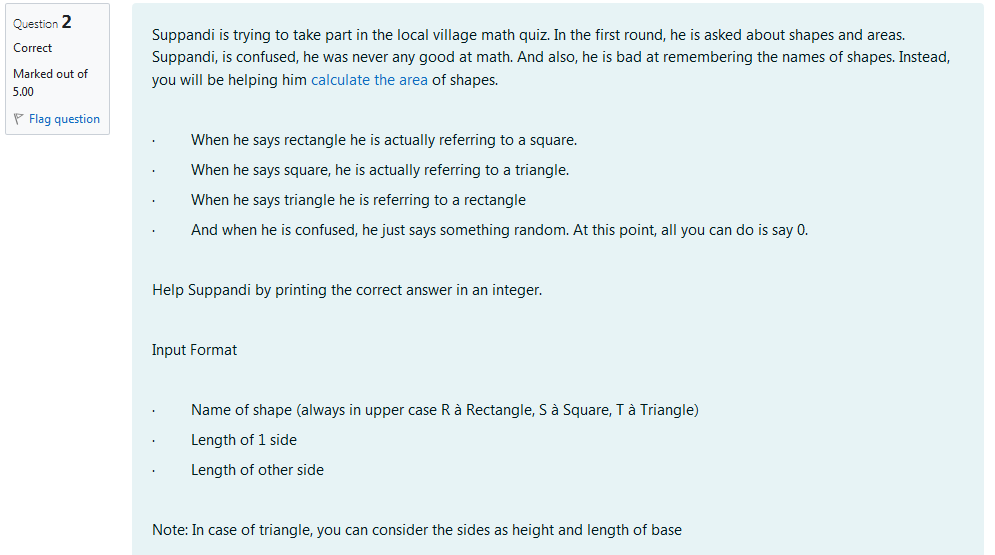 Question 2
Correct
Marked out of
5.00
Flag question
Suppandi is trying to take part in the local village math quiz. In the first round, he is asked about shapes and areas.
Suppandi, is confused, he was never any good at math. And also, he is bad at remembering the names of shapes. Instead,
you will be helping him calculate the area of shapes.
· When he says rectangle he is actually referring to a square.
· When he says square, he is actually referring to a triangle.
· When he says triangle he is referring to a rectangle
· And when he is confused, he just says something random. At this point, all you can do is say 0.
Help Suppandi by printing the correct answer in an integer.
Input Format
· Name of shape (always in upper case R à Rectangle, S à Square, T à Triangle)
· Length of 1 side
· Length of other side
Note: In case of triangle, you can consider the sides as height and length of base